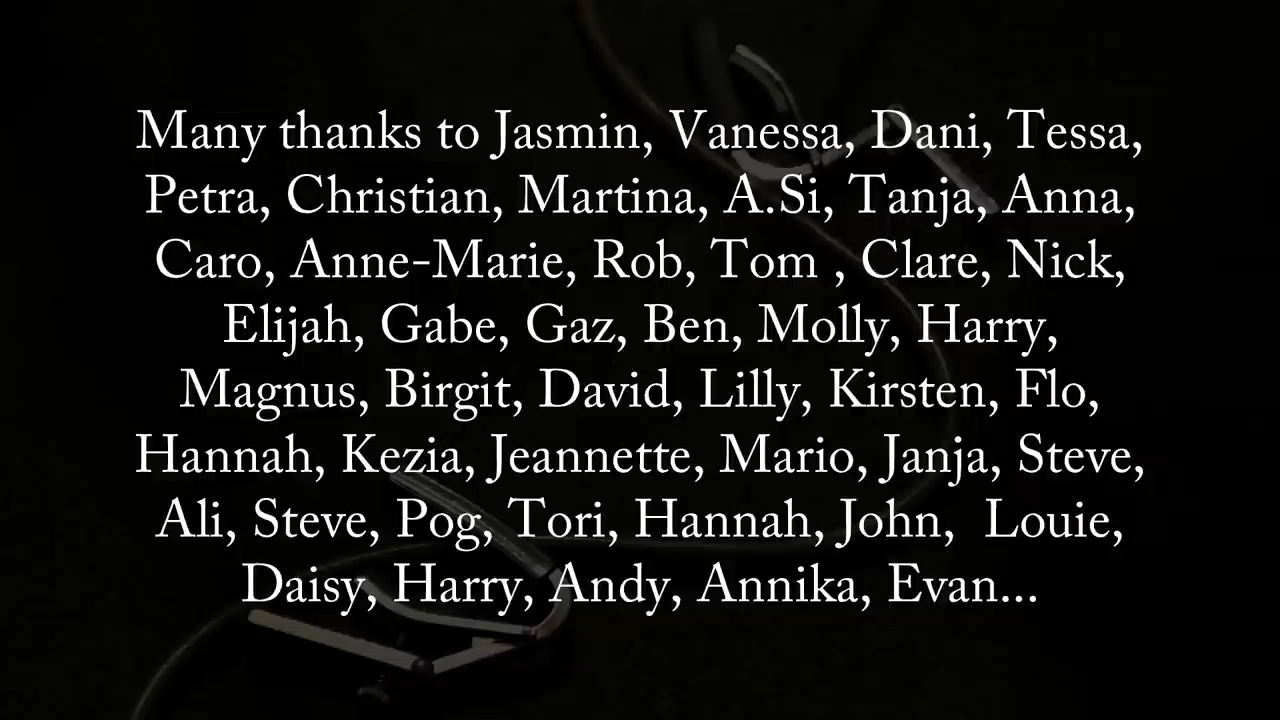 Many thanks to Jasmin, Vanessa, Dani, Tessa,
Petra, Christian, Martina, A.Si, Tanja, Anna,
Caro, Anne-Marie, Rob, Tom , Clare, Nick,
Elijah, Gabe, Gaz, Ben, Molly, Harry,
Magnus, Birgit, David, Lilly, Kirsten, Flo,
Hannah, Kezia, Jeannette, Mario, Janja, Steve,
Ali, Steve, Pog, Tori, Hannah, John,  Louie,
Daisy, Harry, Andy, Annika, Evan...